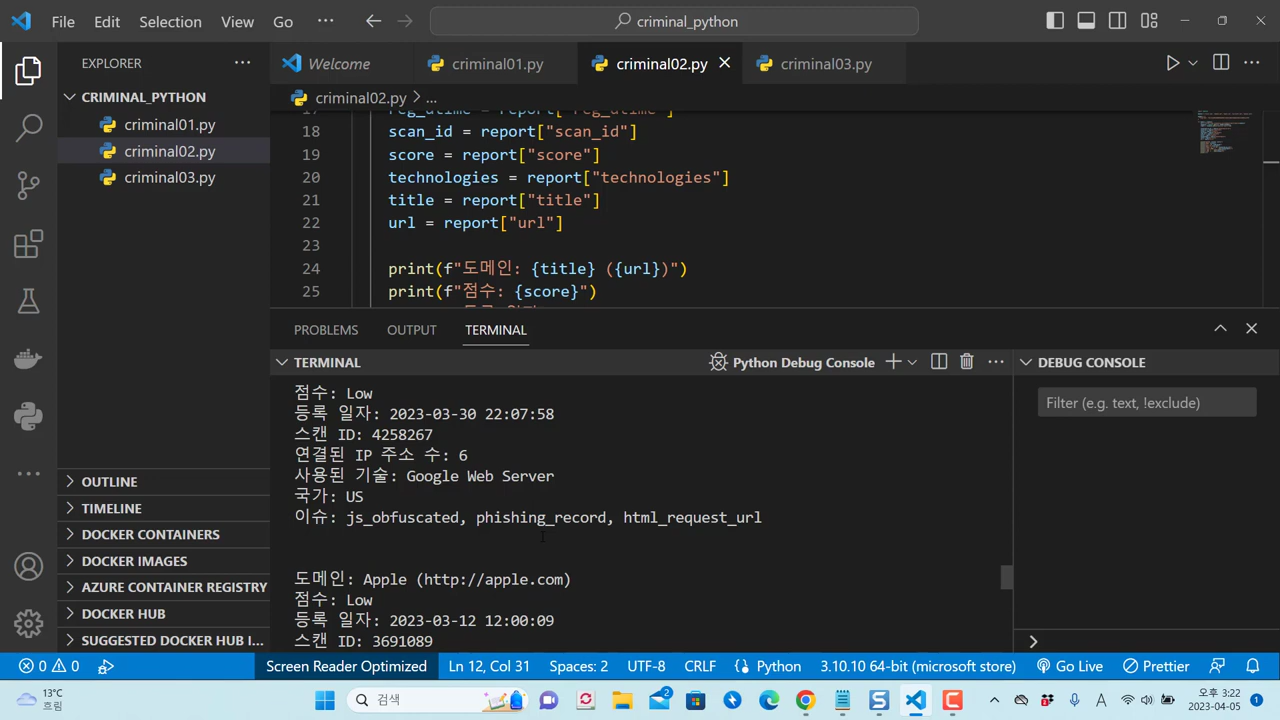 File Edit Selection View Go ··· criminal_python
EXPLORER ···
CRIMINAL_PYTHON
criminal01.py
criminal02.py
criminal03.py
OUTLINE
TIMELINE
DOCKER CONTAINERS
DOCKER IMAGES
AZURE CONTAINER REGISTRY
DOCKER HUB
SUGGESTED DOCKER HUB I...
Welcome criminal01.py criminal02.py criminal03.py
criminal02.py > ...
17 reg_dtime = report["reg_dtime"]
18 scan_id = report["scan_id"]
19 score = report["score"]
20 technologies = report["technologies"]
21 title = report["title"]
22 url = report["url"]
23
24 print(f"도메인: {title} ({url})")
25 print(f"점수: {score}")
PROBLEMS OUTPUT TERMINAL
TERMINAL Python Debug Console
점수: Low
등록 일자: 2023-03-30 22:07:58
스캔 ID: 4258267
연결된 IP 주소 수: 6
사용된 기술: Google Web Server
국가: US
이슈: js_obfuscated, phishing_record, html_request_url
도메인: Apple (http://apple.com)
점수: Low
등록 일자: 2023-03-12 12:00:09
스캔 ID: 3691089
DEBUG CONSOLE
Filter (e.g. text, !exclude)
0 0 Screen Reader Optimized Ln 12, Col 31 Spaces: 2 UTF-8 CRLF Python 3.10.10 64-bit (microsoft store) Go Live Prettier
13°C
흐림
검색
2
A
오후 3:22
2023-04-05
1